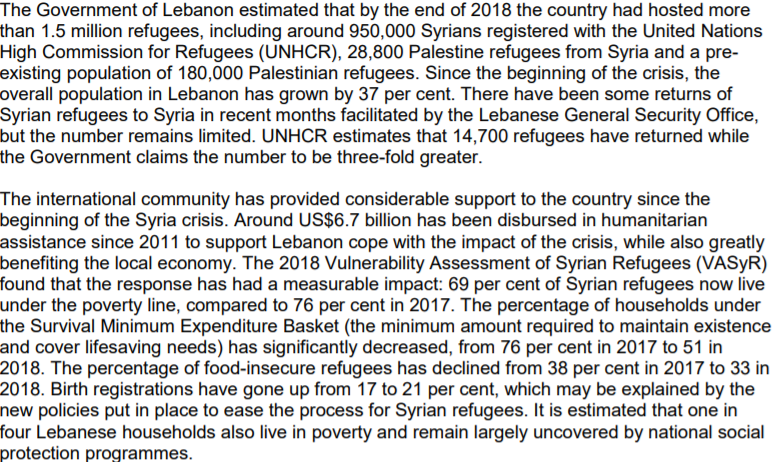 The Government of Lebanon estimated that by the end of 2018 the country had hosted more
than 1.5 million refugees, including around 950,000 Syrians registered with the United Nations
High Commission for Refugees (UNHCR), 28,800 Palestine refugees from Syria and a pre-
existing population of 180,000 Palestinian refugees. Since the beginning of the crisis, the
overall population in Lebanon has grown by 37 per cent. There have been some returns of
Syrian refugees to Syria in recent months facilitated by the Lebanese General Security Office,
but the number remains limited. UNHCR estimates that 14,700 refugees have returned while
the Government claims the number to be three-fold greater.
The international community has provided considerable support to the country since the
beginning of the Syria crisis. Around US$6.7 billion has been disbursed in humanitarian
assistance since 2011 to support Lebanon cope with the impact of the crisis, while also greatly
benefiting the local economy. The 2018 Vulnerability Assessment of Syrian Refugees (VASyR)
found that the response has had a measurable impact: 69 per cent of Syrian refugees now live
under the poverty line, compared to 76 per cent in 2017. The percentage of households under
the Survival Minimum Expenditure Basket (the minimum amount required to maintain existence
and cover lifesaving needs) has significantly decreased, from 76 per cent in 2017 to 51 in
2018. The percentage of food-insecure refugees has declined from 38 per cent in 2017 to 33 in
2018. Birth registrations have gone up from 17 to 21 per cent, which may be explained by the
new policies put in place to ease the process for Syrian refugees. It is estimated that one in
four Lebanese households also live in poverty and remain largely uncovered by national social
protection programmes.